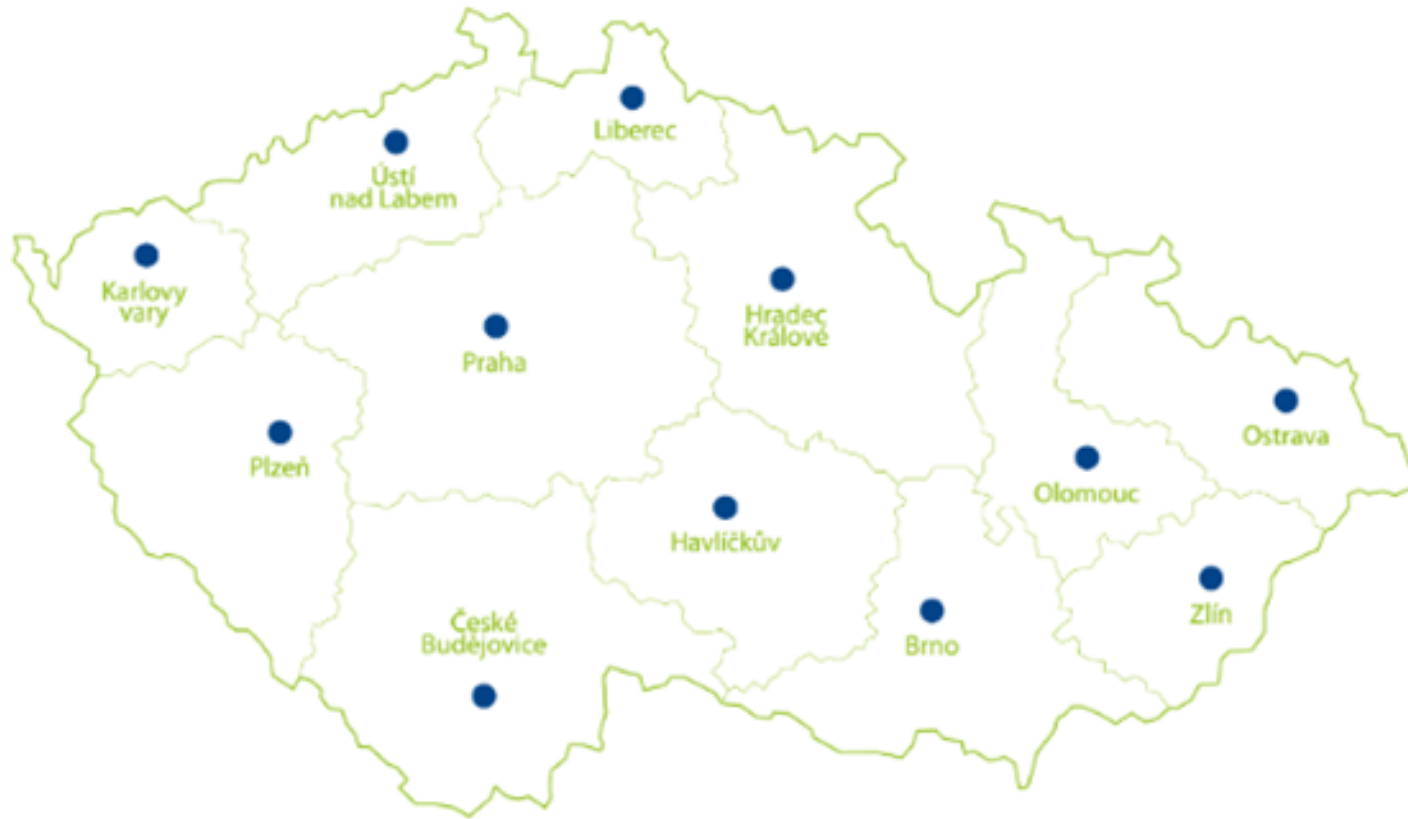 Liberec
Ústí
nad Labem
Karlovy
vary
Hradec
Králové
Praha
Ostrava
Plzeň
Olomouc
Havlíčkův
Zlín
České
Budějovice
Brno